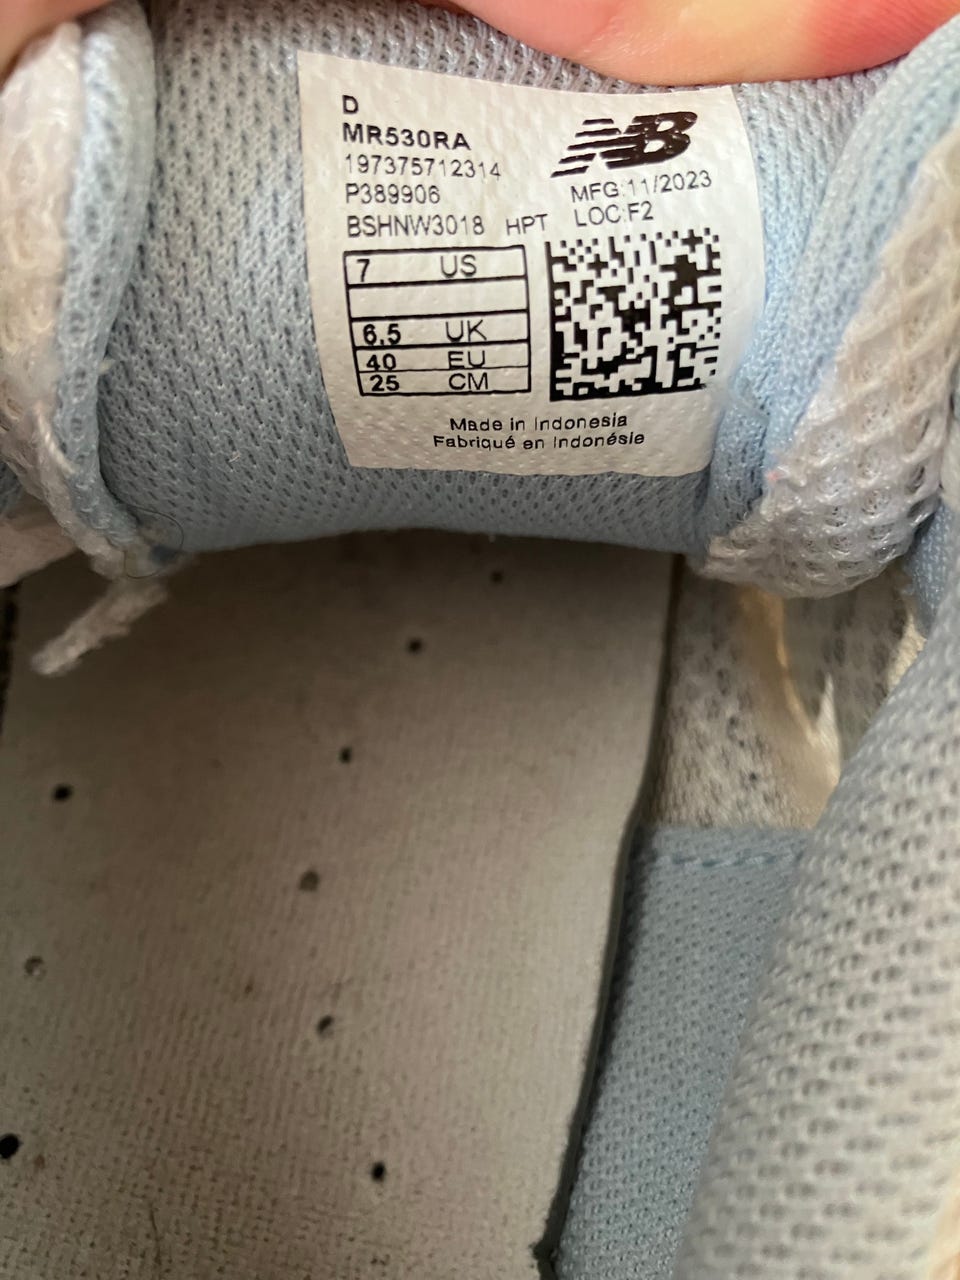 D
MR530RA
197375712314
P389906
BSHNW3018 HPT
NB
MFG:11/2023
LOC:F2
7 US
6.5 UK
40 EU
25 CM
Made in Indonesia
Fabriqué en Indonésie